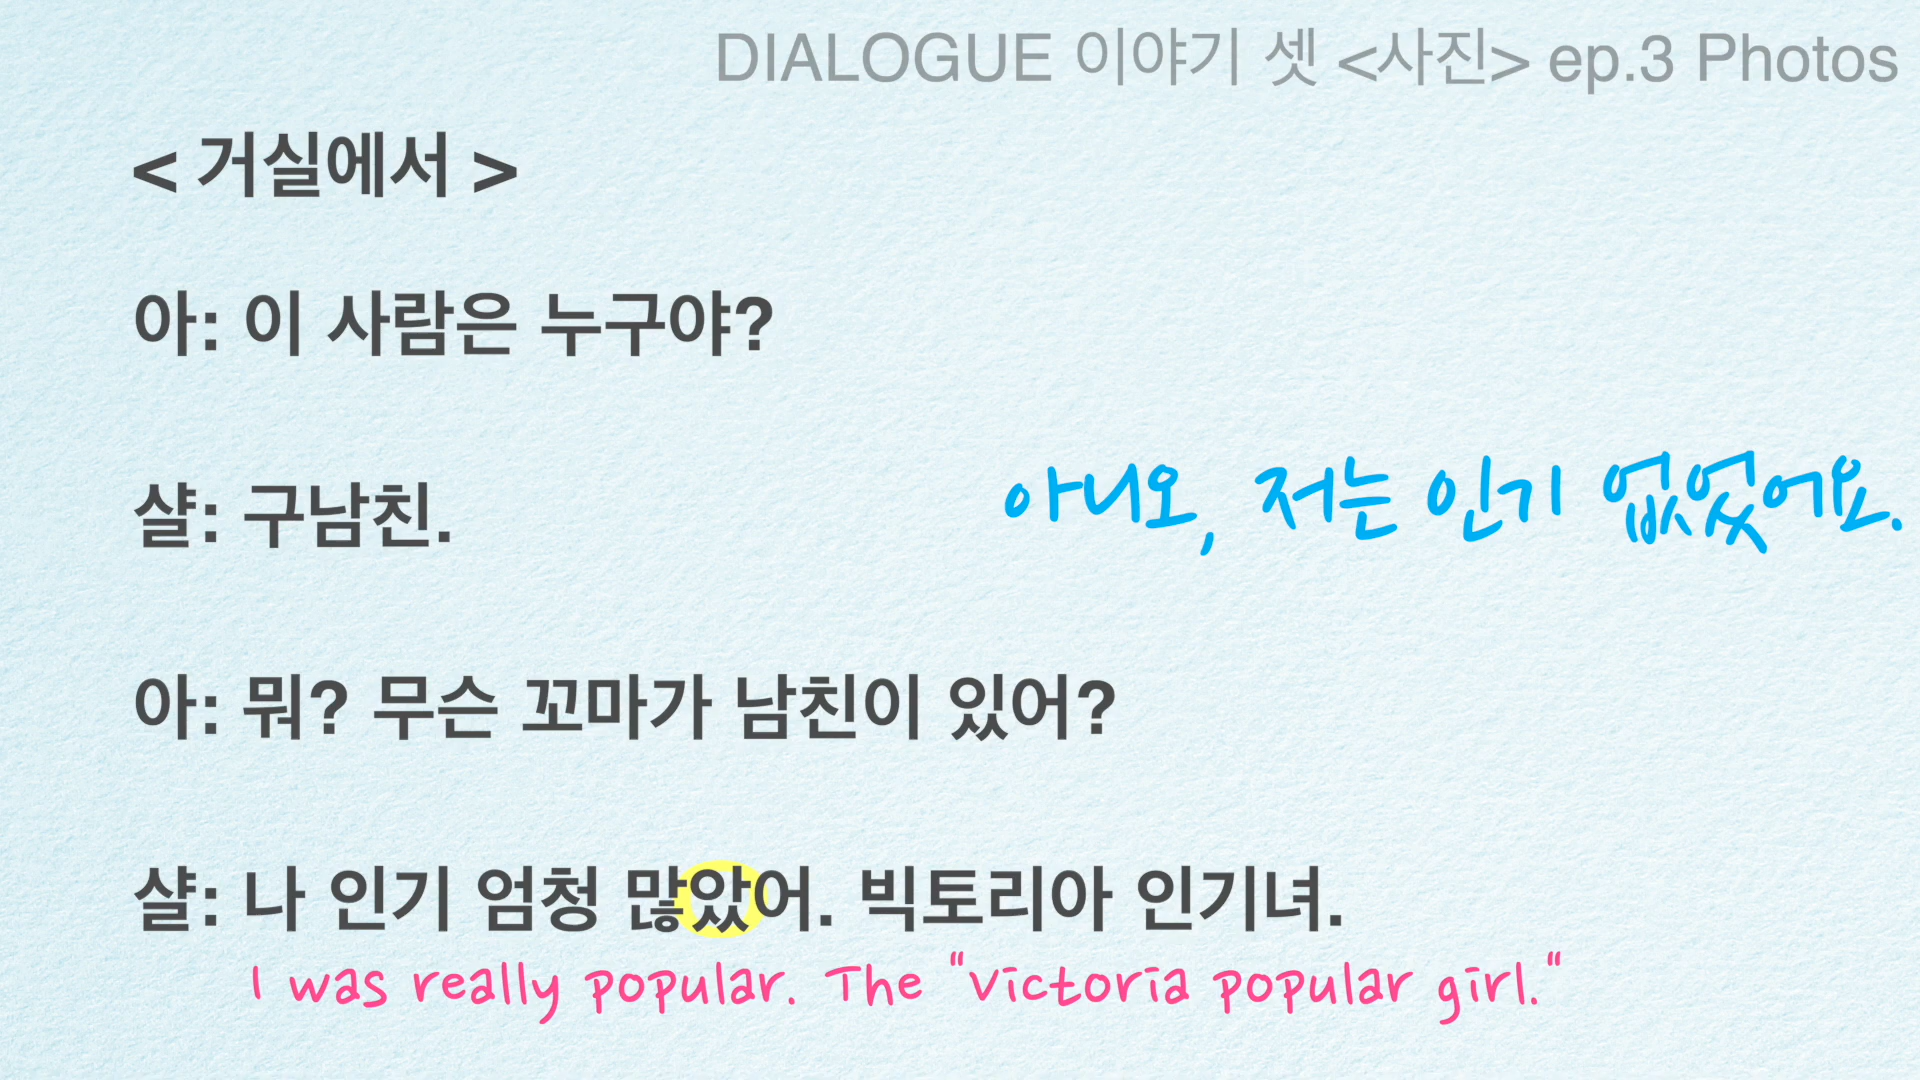 DIALOGUE 이야기 셋 <사진> ep.3 Photos
< 거실에서 >
아: 이 사람은 누구야?
샬: 구남친.
아니오, 저는 인기 없었어요.
아: 뭐? 무슨 꼬마가 남친이 있어?
샬: 나 인기 엄청 많았어. 빅토리아 인기녀.
I was really popular. The "Victoria popular girl."